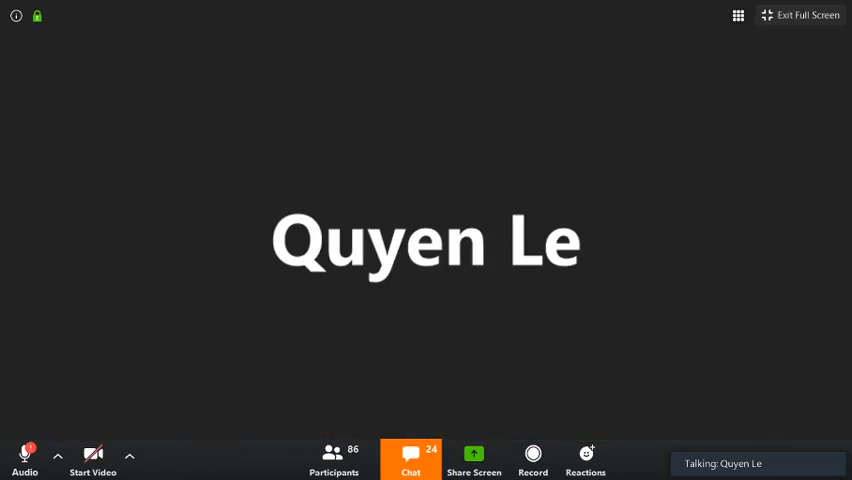 Exit Full Screen
Quyen Le
86
24
Audio
Start Video
Participants
Chat
Share Screen
Record
Reactions
Talking: Quyen Le